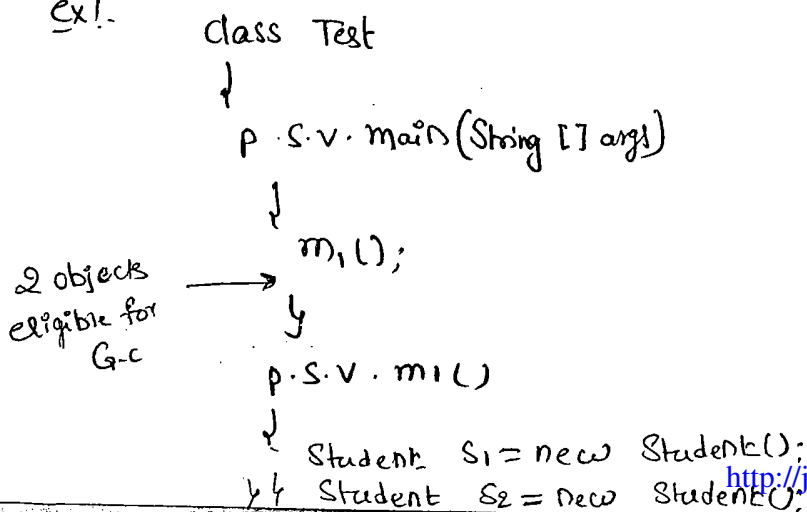 ex!.
class Test
{
p.s.v. main(String [] args)
{
m1();
2 objects
eligible for
G-c
}
p.s.v. m1()
{
Student S1 = new Student();
}} Student S2 = new Student();
http://j